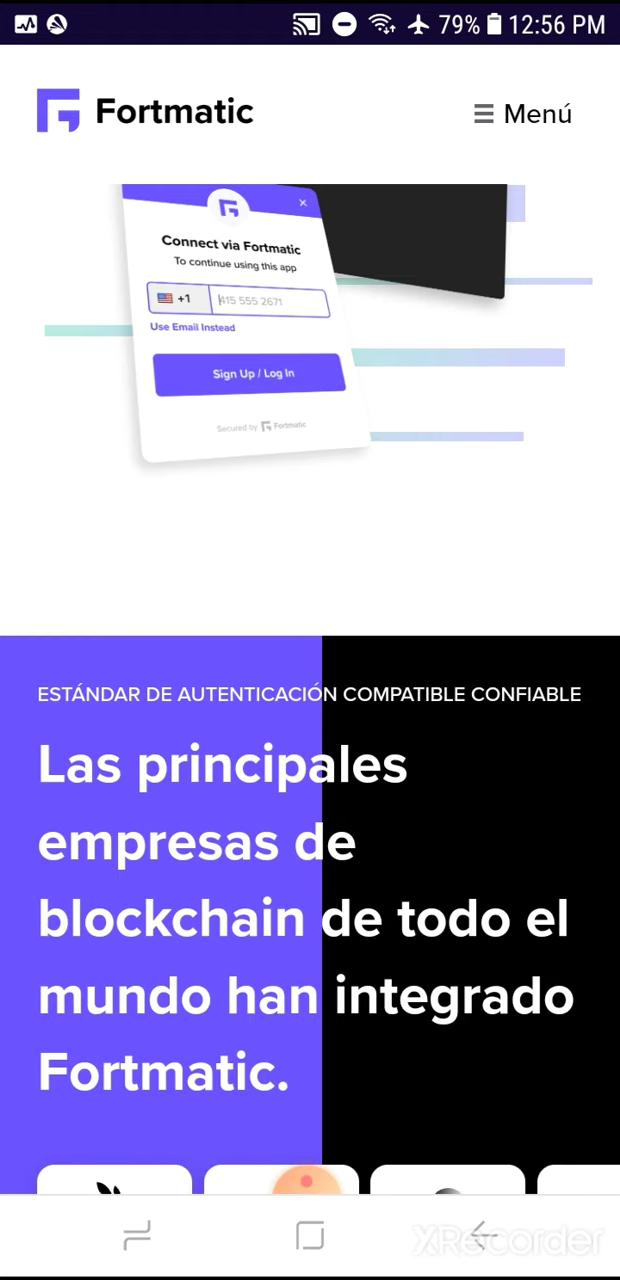 79% 12:56 PM
Fortmatic
Menú
Connect via Fortmatic
To continue using this app
+1 415 555 2671
Use Email Instead
Sign Up / Log In
Secured by Fortmatic
ESTÁNDAR DE AUTENTICACIÓN COMPATIBLE CONFIABLE
Las principales
empresas de
blockchain de todo el
mundo han integrado
Fortmatic.
XRecorder